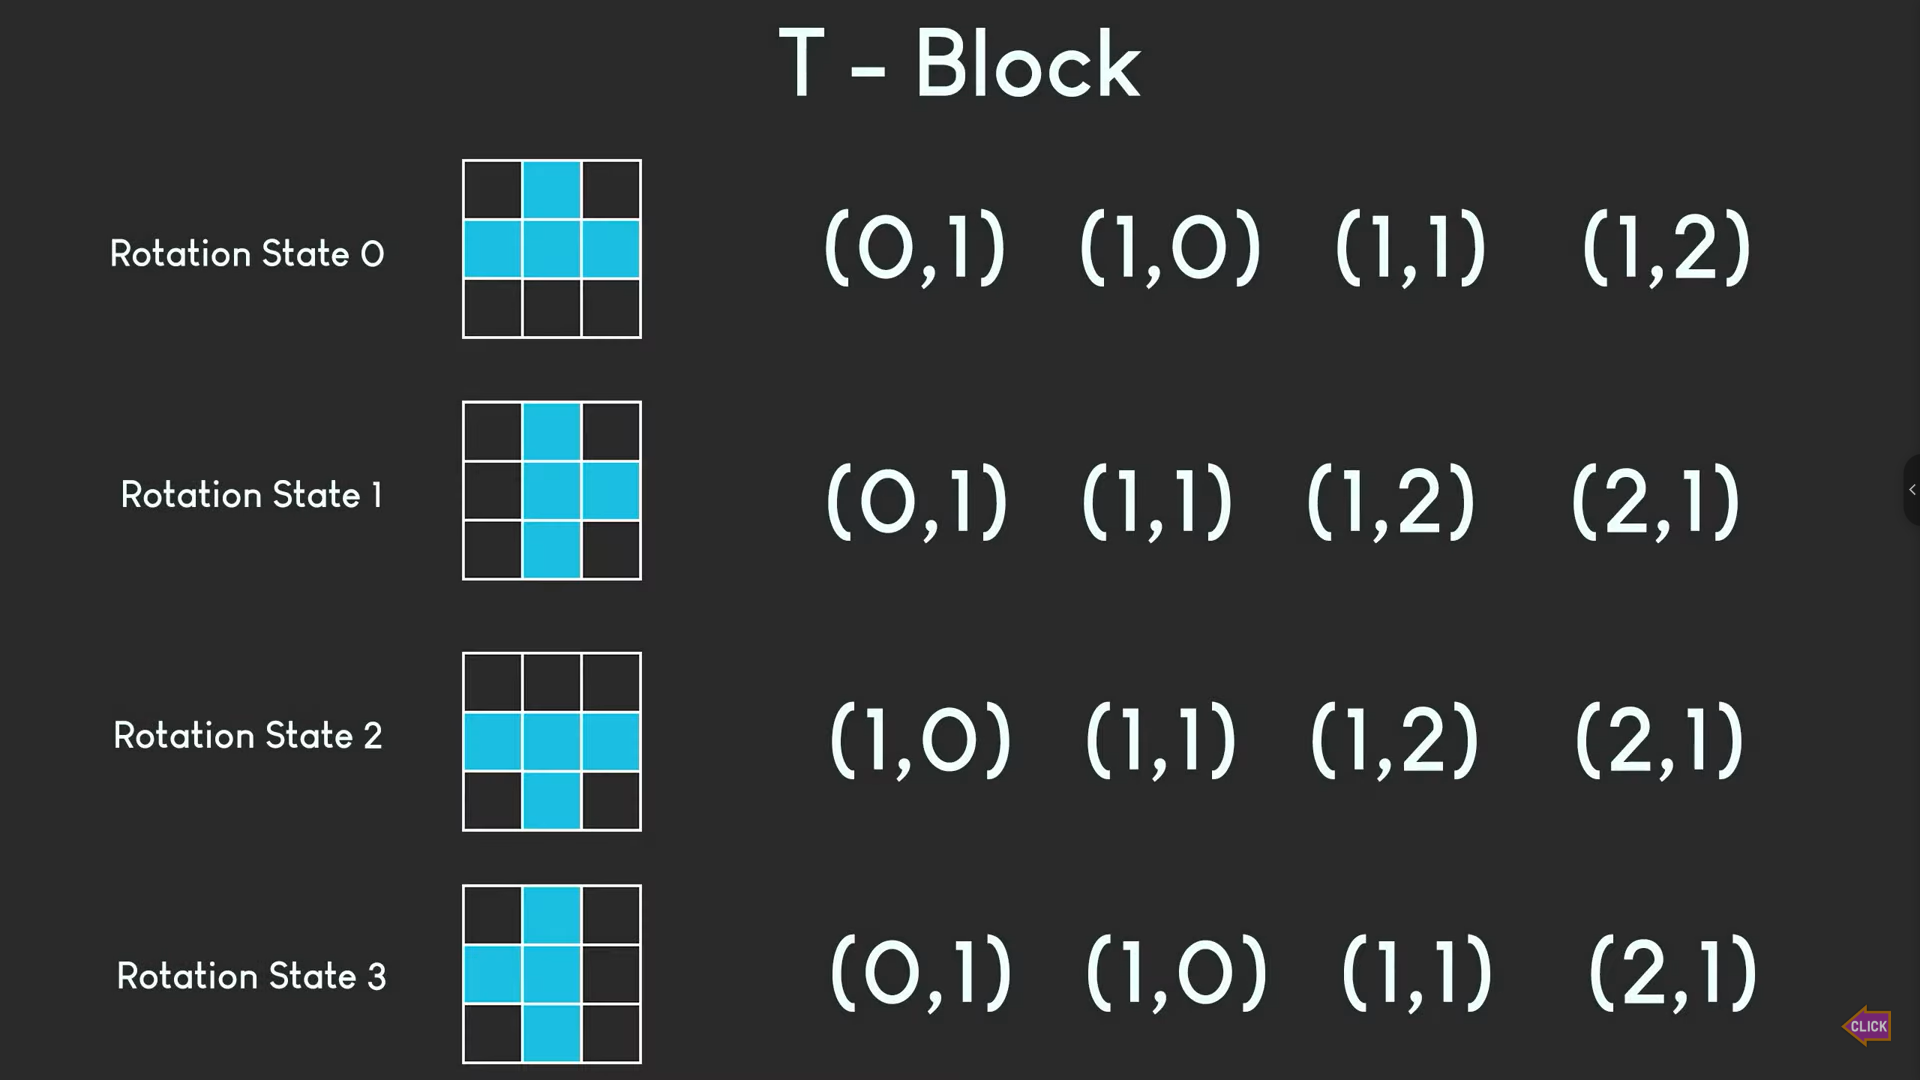 T - Block
Rotation State 0
(0,1) (1,0) (1,1) (1,2)
Rotation State 1
(0,1) (1,1) (1,2) (2,1)
Rotation State 2
(1,0) (1,1) (1,2) (2,1)
Rotation State 3
(0,1) (1,0) (1,1) (2,1)
CLICK